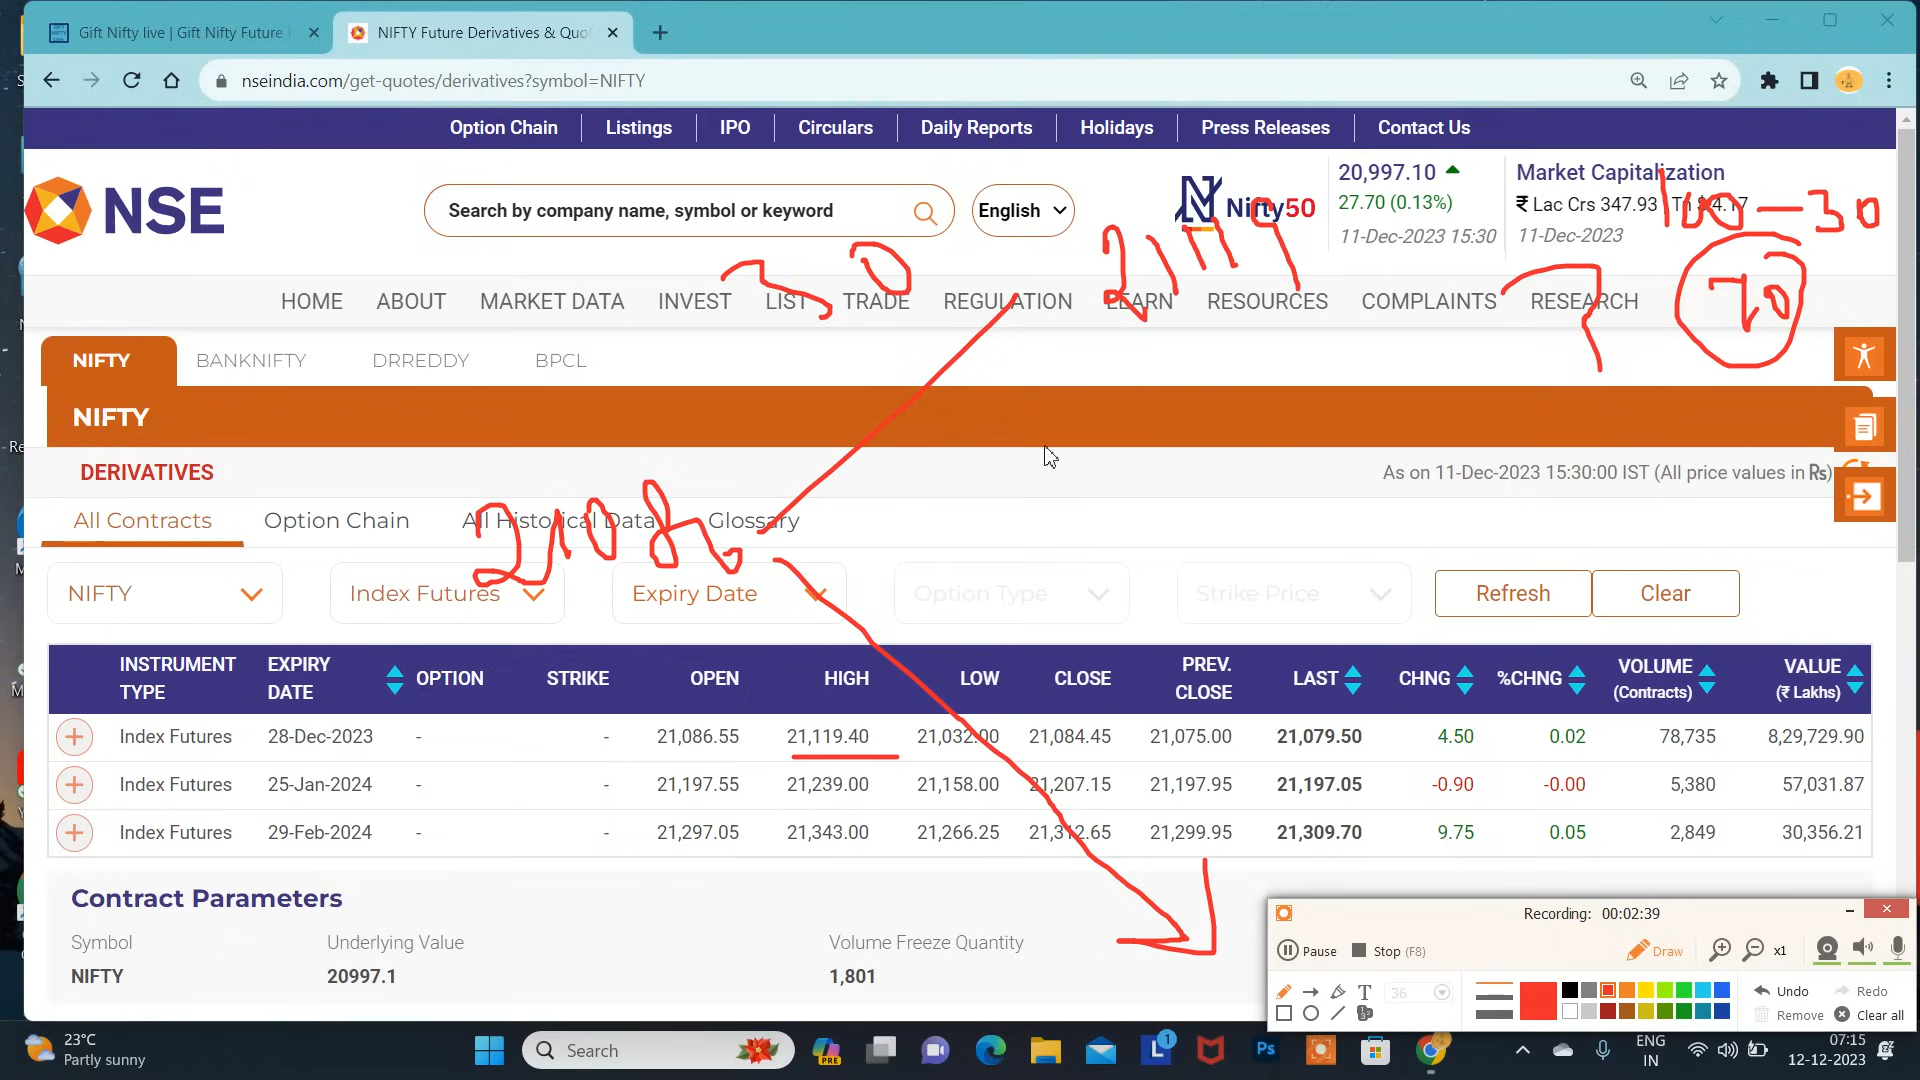 Gift Nifty live | Gift Nifty Future
NIFTY Future Derivatives & Quo
nseindia.com/get-quotes/derivatives?symbol=NIFTY
Option Chain
Listings
IPO
Circulars
Daily Reports
Holidays
Press Releases
Contact Us
NSE
Search by company name, symbol or keyword
English
Nifty50
20,997.10
27.70 (0.13%)
11-Dec-2023 15:30
Market Capitalization
₹ Lac Crs 347.93 | Tn $ 4.17
11-Dec-2023
100-30
70
30
21119
HOME
ABOUT
MARKET DATA
INVEST
LIST
TRADE
REGULATION
LEARN
RESOURCES
COMPLAINTS
RESEARCH
NIFTY
BANKNIFTY
DRREDDY
BPCL
NIFTY
DERIVATIVES
As on 11-Dec-2023 15:30:00 IST (All price values in Rs)
All Contracts
Option Chain
All Historical Data
Glossary
NIFTY
Index Futures
Expiry Date
Option Type
Strike Price
Refresh
Clear
INSTRUMENT TYPE EXPIRY DATE OPTION STRIKE OPEN HIGH LOW CLOSE PREV. CLOSE LAST CHNG %CHNG VOLUME (Contracts) VALUE (₹ Lakhs)
Index Futures 28-Dec-2023 - - 21,086.55 21,119.40 21,032.00 21,084.45 21,075.00 21,079.50 4.50 0.02 78,735 8,29,729.90
Index Futures 25-Jan-2024 - - 21,197.55 21,239.00 21,158.00 21,207.15 21,197.95 21,197.05 -0.90 -0.00 5,380 57,031.87
Index Futures 29-Feb-2024 - - 21,297.05 21,343.00 21,266.25 21,312.65 21,299.95 21,309.70 9.75 0.05 2,849 30,356.21
Contract Parameters
Symbol
Underlying Value
Volume Freeze Quantity
NIFTY
20997.1
1,801
Recording: 00:02:39
Pause
Stop (F8)
Draw
x1
T
36
Undo
Redo
Remove
Clear all
23°C
Partly sunny
Search
PRE
L
1
Ps
ENG
IN
07:15
12-12-2023